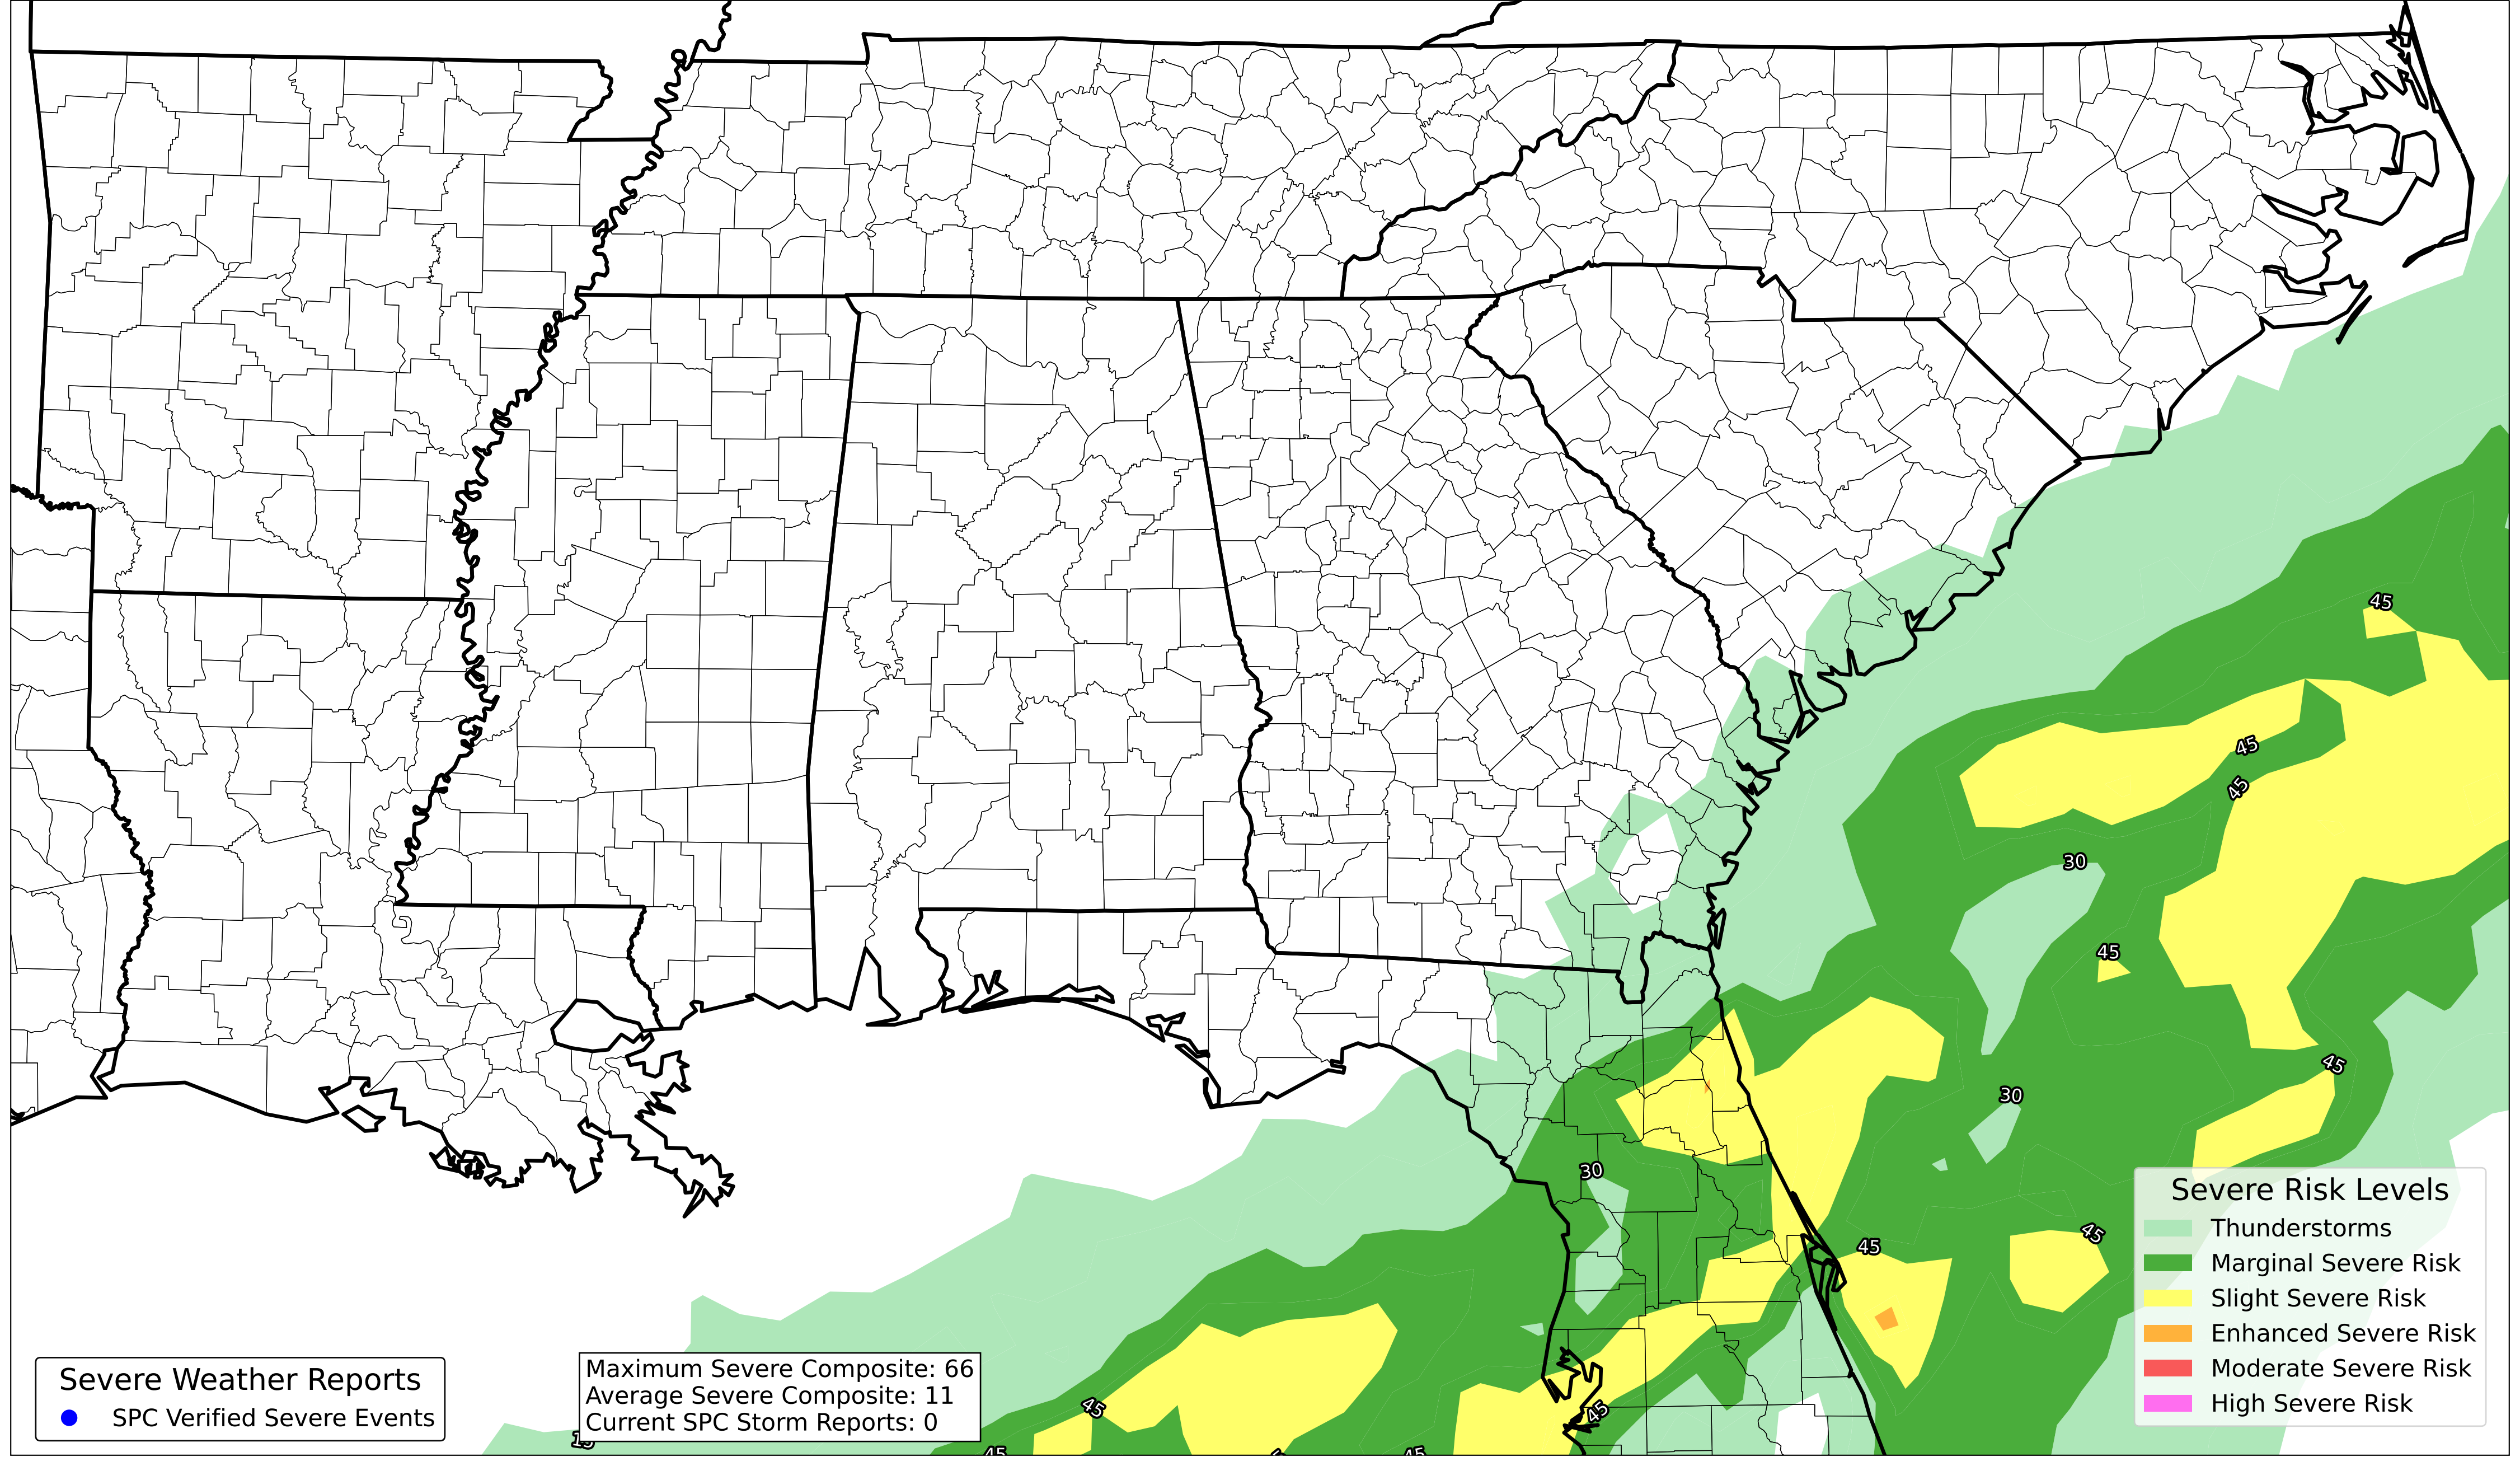 45
45
45
30
45
45
30
30
45
45
Severe Risk Levels
Thunderstorms
Marginal Severe Risk
Slight Severe Risk
Enhanced Severe Risk
Moderate Severe Risk
High Severe Risk
Severe Weather Reports
SPC Verified Severe Events
Maximum Severe Composite: 66
Average Severe Composite: 11
Current SPC Storm Reports: 0
45
45
15
45
45